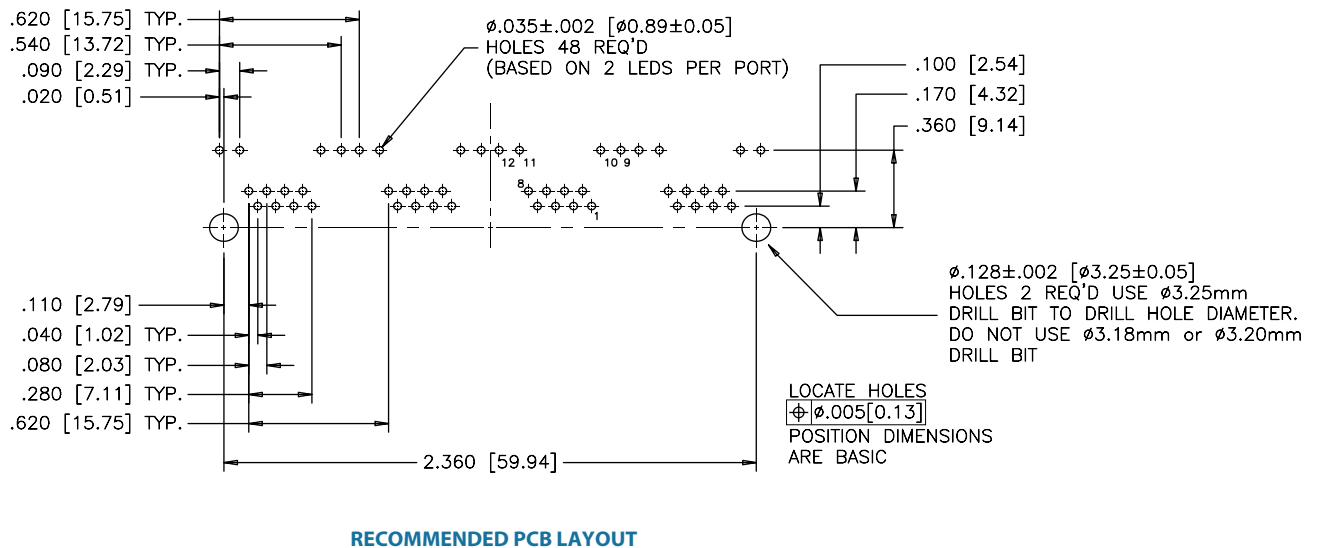 .620 [15.75] TYP.
.540 [13.72] TYP.
.090 [2.29] TYP.
.020 [0.51]
ø.035±.002 [ø0.89±0.05]
HOLES 48 REQ'D
(BASED ON 2 LEDS PER PORT)
.100 [2.54]
.170 [4.32]
.360 [9.14]
12 11
10 9
8
1
ø.128±.002 [ø3.25±0.05]
HOLES 2 REQ'D USE ø3.25mm
DRILL BIT TO DRILL HOLE DIAMETER.
DO NOT USE ø3.18mm or ø3.20mm
DRILL BIT
.110 [2.79]
.040 [1.02] TYP.
.080 [2.03] TYP.
.280 [7.11] TYP.
.620 [15.75] TYP.
2.360 [59.94]
LOCATE HOLES
⌖ ø.005[0.13]
POSITION DIMENSIONS
ARE BASIC
RECOMMENDED PCB LAYOUT